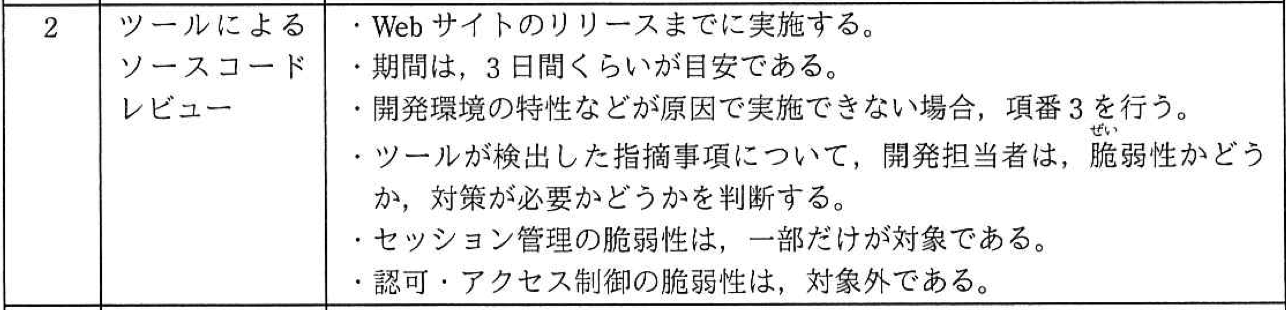 2
ツールによる
ソースコード
レビュー
・Web サイトのリリースまでに実施する。
・期間は，3 日間くらいが目安である。
・開発環境の特性などが原因で実施できない場合，項番 3 を行う。
ぜい
・ツールが検出した指摘事項について，開発担当者は，脆弱性かどう
か，対策が必要かどうかを判断する。
・セッション管理の脆弱性は，一部だけが対象である。
・認可・アクセス制御の脆弱性は，対象外である。